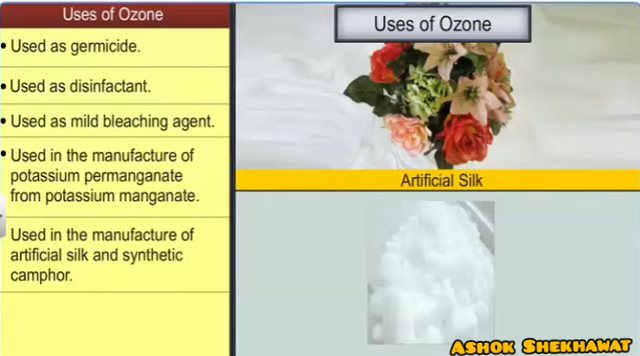 Uses of Ozone
• Used as germicide.
• Used as disinfactant.
• Used as mild bleaching agent.
• Used in the manufacture of
potassium permanganate
from potassium manganate.
Used in the manufacture of
artificial silk and synthetic
camphor.
Uses of Ozone
Artificial Silk
ASHOK SHEKHAWAT